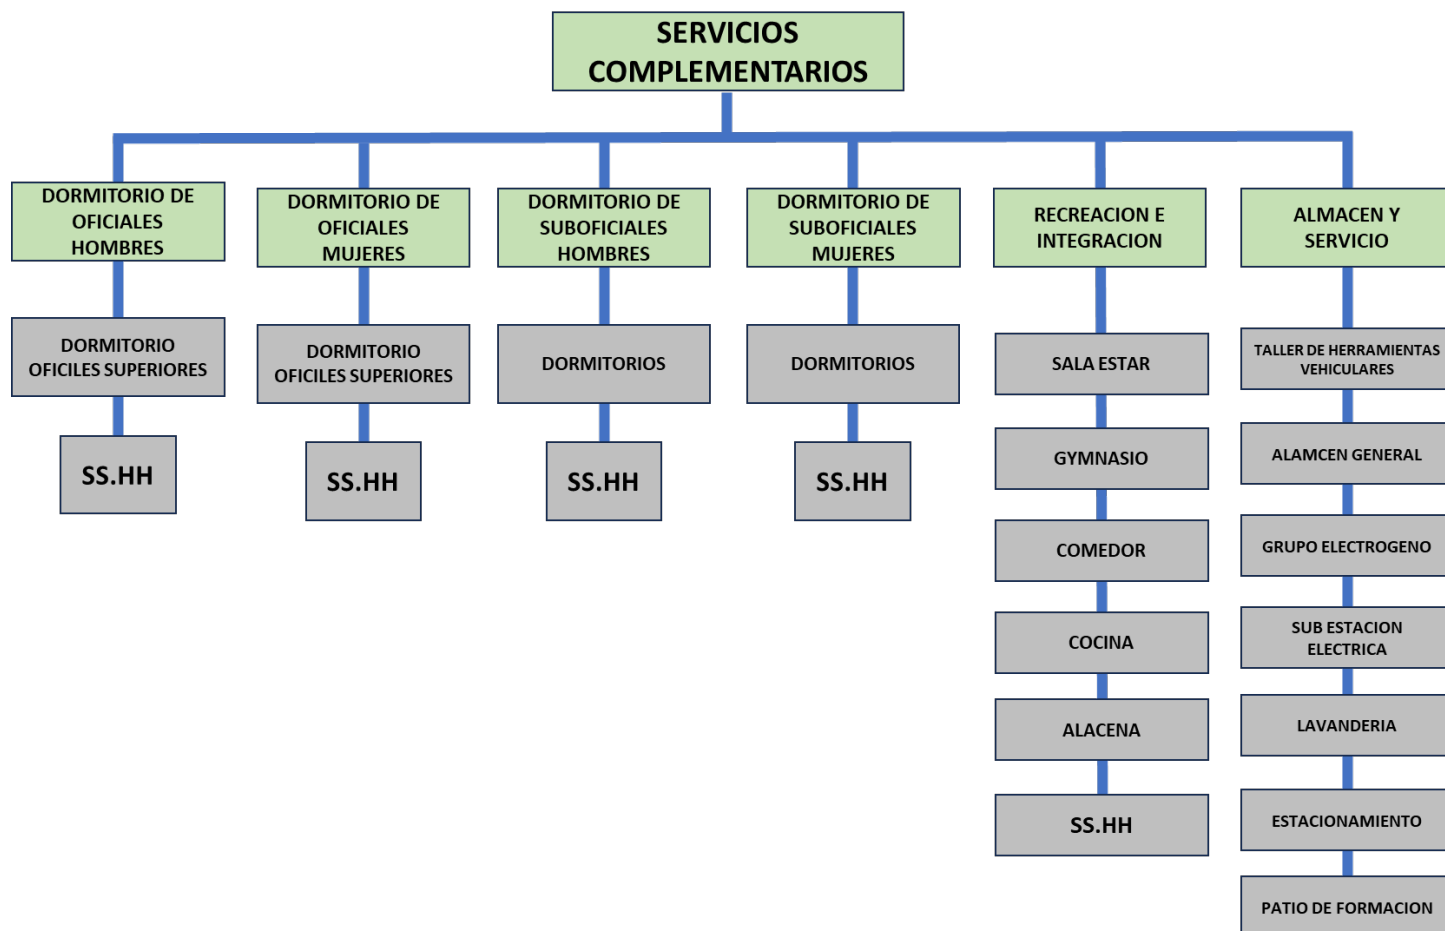 SERVICIOS
COMPLEMENTARIOS
DORMITORIO DE
OFICIALES
HOMBRES
DORMITORIO DE
OFICIALES
MUJERES
DORMITORIO DE
SUBOFICIALES
HOMBRES
DORMITORIO DE
SUBOFICIALES
MUJERES
RECREACION E
INTEGRACION
ALMACEN Y
SERVICIO
DORMITORIO
OFICILES SUPERIORES
SS.HH
DORMITORIO
OFICILES SUPERIORES
SS.HH
DORMITORIOS
SS.HH
DORMITORIOS
SS.HH
SALA ESTAR
GYMNASIO
COMEDOR
COCINA
ALACENA
SS.HH
TALLER DE HERRAMIENTAS
VEHICULARES
ALAMCEN GENERAL
GRUPO ELECTROGENO
SUB ESTACION
ELECTRICA
LAVANDERIA
ESTACIONAMIENTO
PATIO DE FORMACION